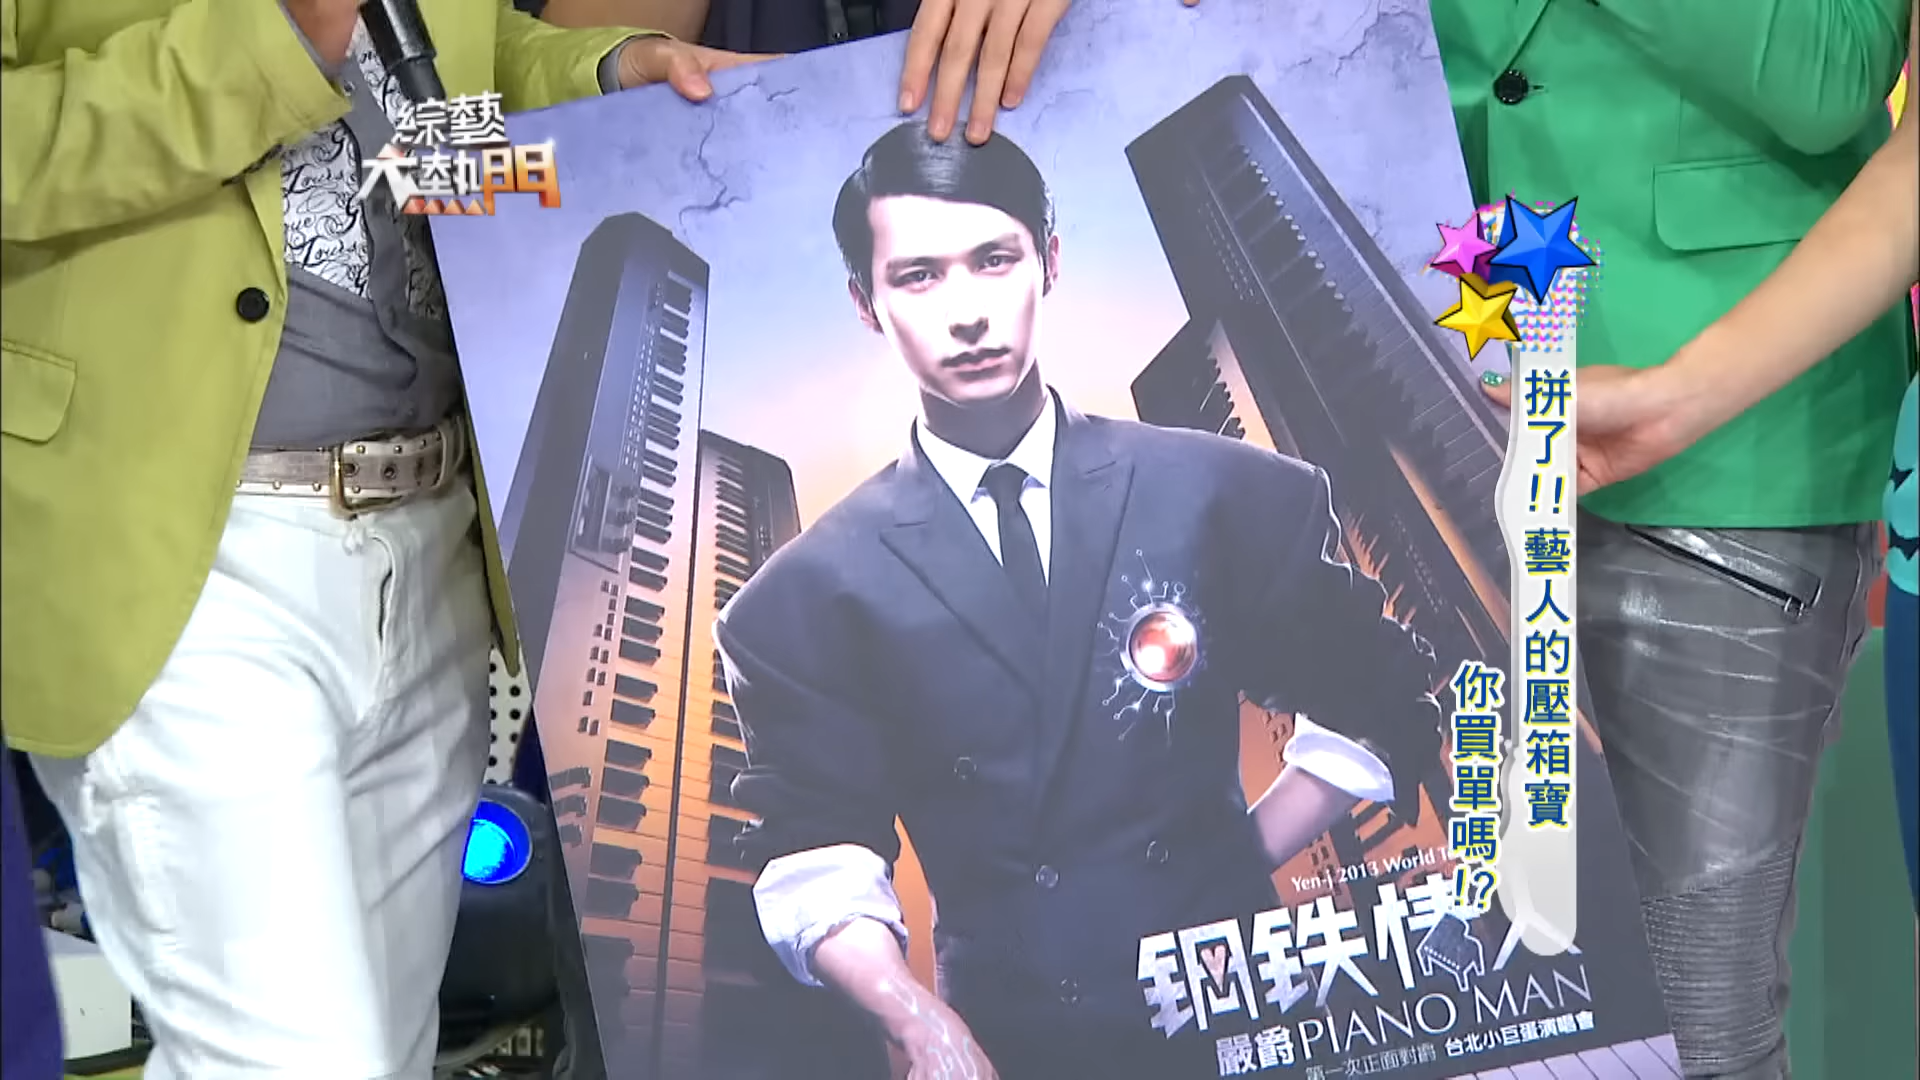 綜藝
大熱門
拼了!!藝人的壓箱寶
你買單嗎!?
Yen-j 2013 World
鋼鉄情人
嚴爵 PIANO MAN
第一次正面對爵 台北小巨蛋演唱會